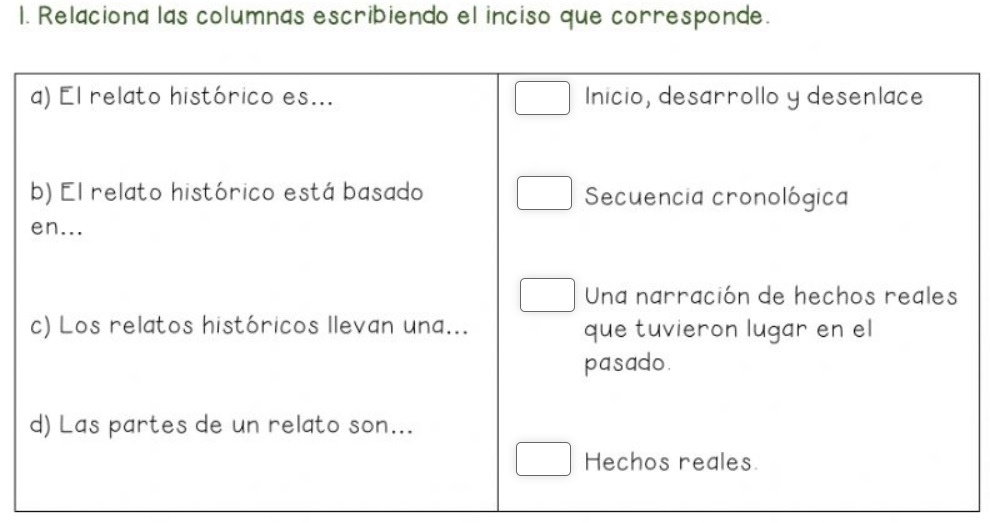 1. Relaciona las columnas escribiendo el inciso que corresponde.
a) El relato histórico es...
b) El relato histórico está basado
en...
c) Los relatos históricos llevan una...
d) Las partes de un relato son...
Inicio, desarrollo y desenlace
Secuencia cronológica
Una narración de hechos reales
que tuvieron lugar en el
pasado.
Hechos reales.